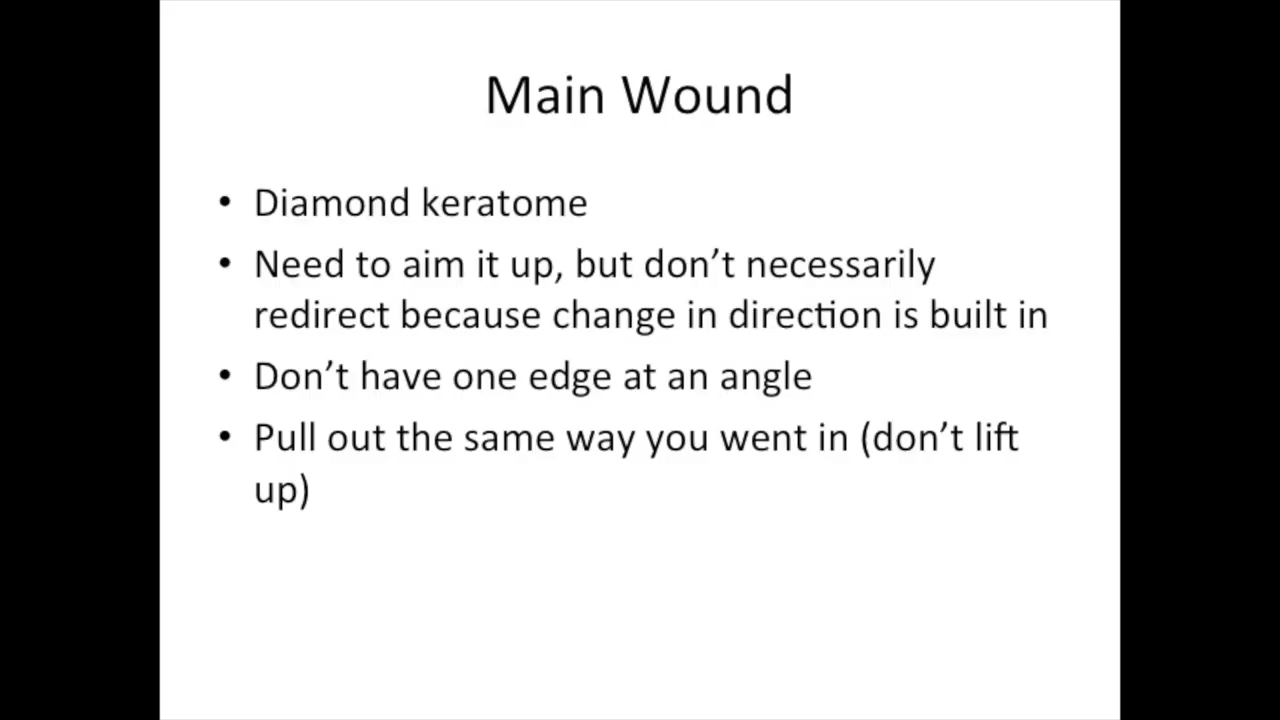 Main Wound
• Diamond keratome
• Need to aim it up, but don’t necessarily
redirect because change in direction is built in
• Don’t have one edge at an angle
• Pull out the same way you went in (don’t lift
up)